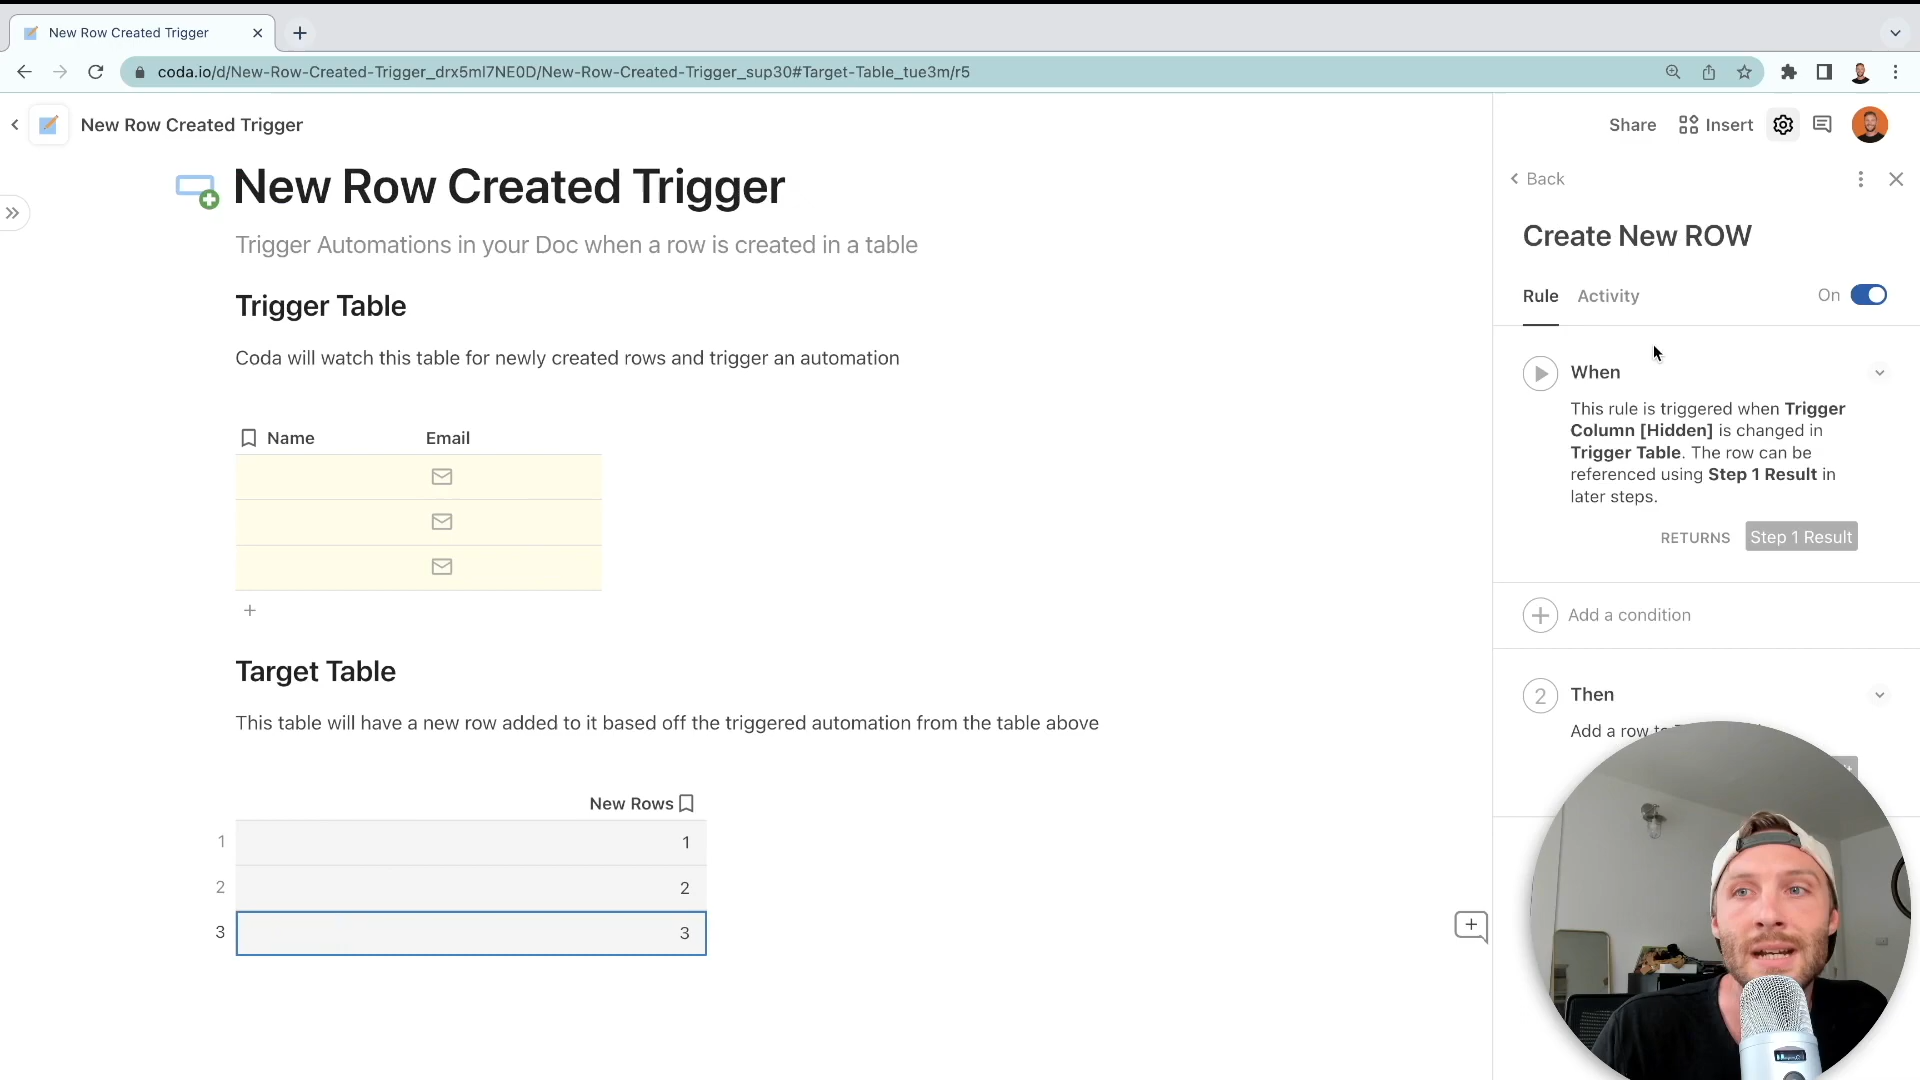 New Row Created Trigger
coda.io/d/New-Row-Created-Trigger_drx5ml7NE0D/New-Row-Created-Trigger_sup30#Target-Table_tue3m/r5
New Row Created Trigger
Share
Insert
New Row Created Trigger
Trigger Automations in your Doc when a row is created in a table
Trigger Table
Coda will watch this table for newly created rows and trigger an automation
Name Email
Target Table
This table will have a new row added to it based off the triggered automation from the table above
New Rows
1 1
2 2
3 3
Back
Create New ROW
Rule Activity On
When
This rule is triggered when Trigger
Column [Hidden] is changed in
Trigger Table. The row can be
referenced using Step 1 Result in
later steps.
RETURNS Step 1 Result
Add a condition
2 Then
Add a row